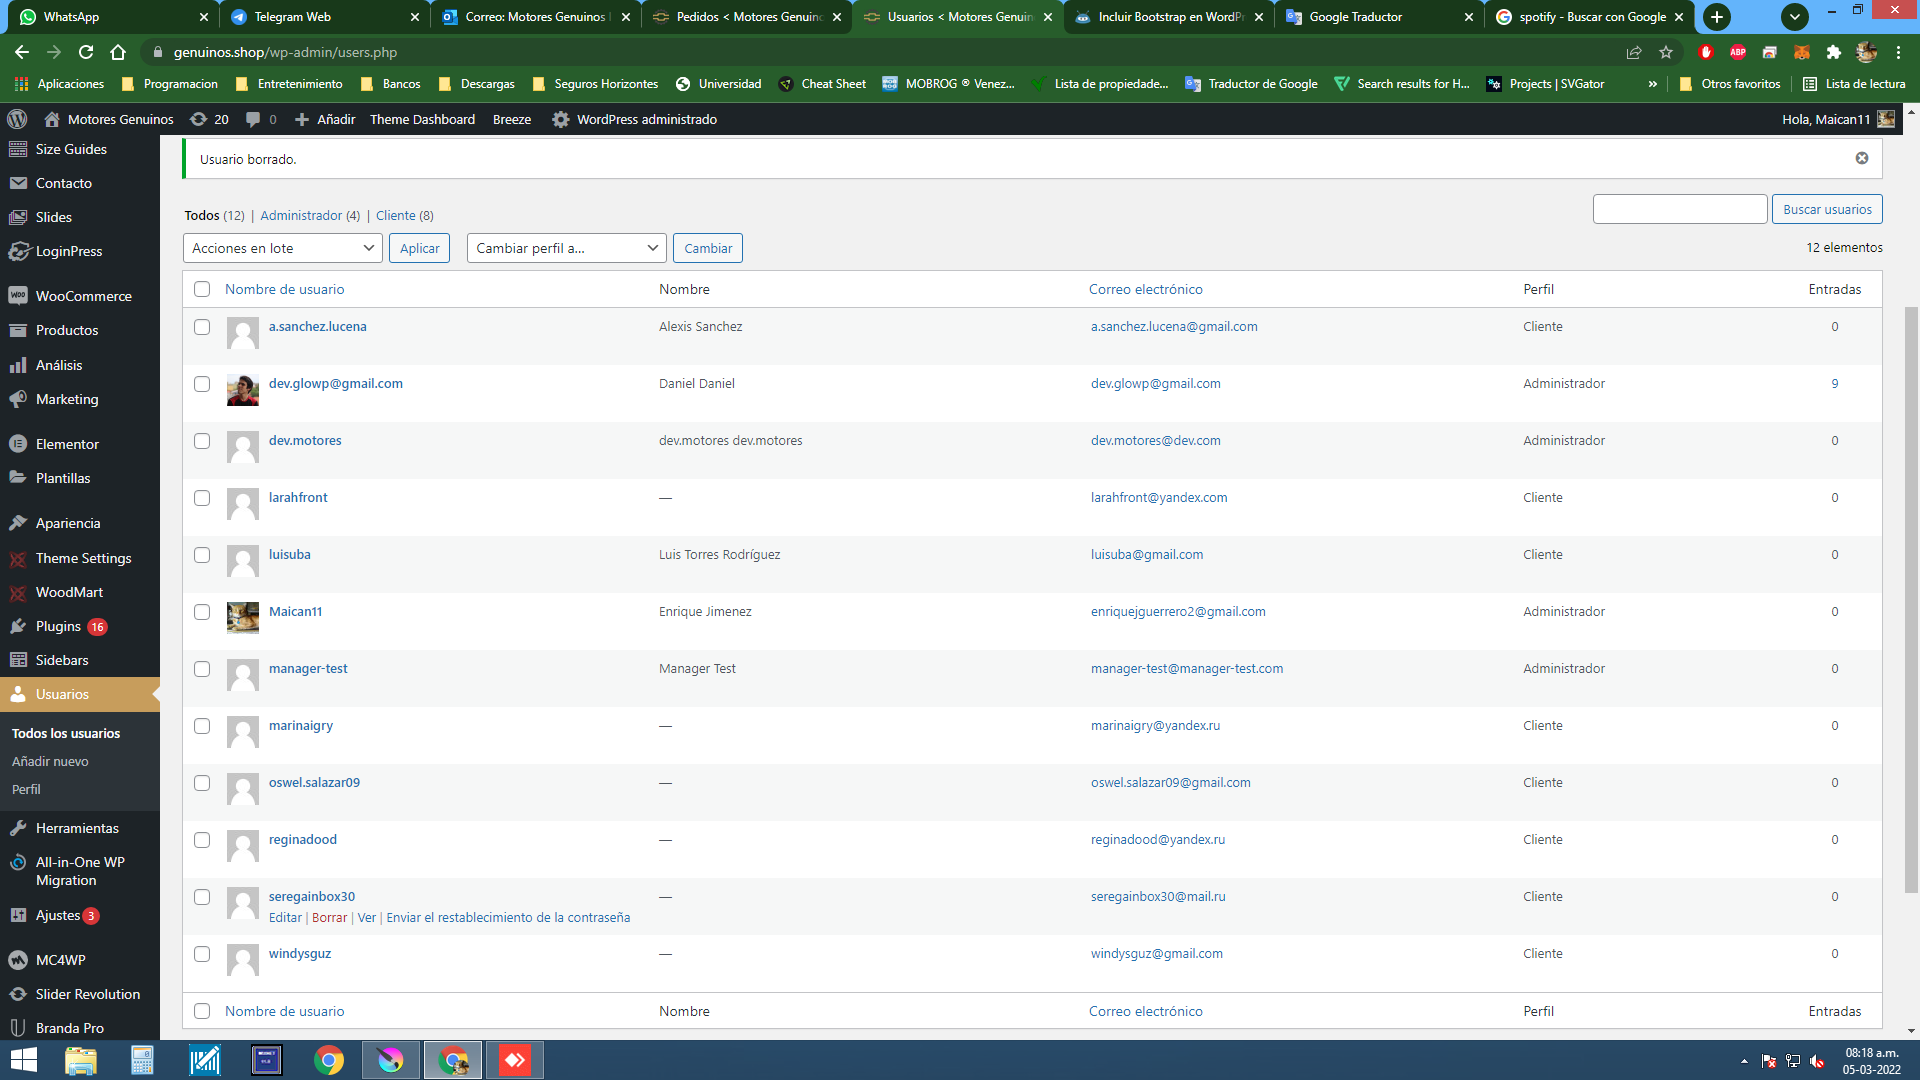 WhatsApp
Telegram Web
Correo: Motores Genuinos
Pedidos < Motores Genuino
Usuarios < Motores Genuin
Incluir Bootstrap en WordPr
Google Traductor
spotify - Buscar con Google
genuinos.shop/wp-admin/users.php
ABP
Aplicaciones
Programacion
Entretenimiento
Bancos
Descargas
Seguros Horizontes
Universidad
Cheat Sheet
MOBROG ® Venez...
Lista de propiedade...
Traductor de Google
Search results for H...
Projects | SVGator
»
Otros favoritos
Lista de lectura
Motores Genuinos
20
0
Añadir
Theme Dashboard
Breeze
WordPress administrado
Hola, Maican11
Size Guides
Contacto
Slides
LoginPress
WooCommerce
Productos
Análisis
Marketing
Elementor
Plantillas
Apariencia
Theme Settings
WoodMart
Plugins 16
Sidebars
Usuarios
Todos los usuarios
Añadir nuevo
Perfil
Herramientas
All-in-One WP
Migration
Ajustes 3
MC4WP
Slider Revolution
Branda Pro
Usuario borrado.
Todos (12) | Administrador (4) | Cliente (8)
Buscar usuarios
Acciones en lote
Aplicar
Cambiar perfil a...
Cambiar
12 elementos
Nombre de usuario Nombre Correo electrónico Perfil Entradas
a.sanchez.lucena Alexis Sanchez a.sanchez.lucena@gmail.com Cliente 0
dev.glowp@gmail.com Daniel Daniel dev.glowp@gmail.com Administrador 9
dev.motores dev.motores dev.motores dev.motores@dev.com Administrador 0
larahfront — larahfront@yandex.com Cliente 0
luisuba Luis Torres Rodríguez luisuba@gmail.com Cliente 0
Maican11 Enrique Jimenez enriquejguerrero2@gmail.com Administrador 0
manager-test Manager Test manager-test@manager-test.com Administrador 0
marinaigry — marinaigry@yandex.ru Cliente 0
oswel.salazar09 — oswel.salazar09@gmail.com Cliente 0
reginadood — reginadood@yandex.ru Cliente 0
seregainbox30 — seregainbox30@mail.ru Cliente 0
Editar | Borrar | Ver | Enviar el restablecimiento de la contraseña
windysguz — windysguz@gmail.com Cliente 0
Nombre de usuario Nombre Correo electrónico Perfil Entradas
08:18 a.m.
05-03-2022